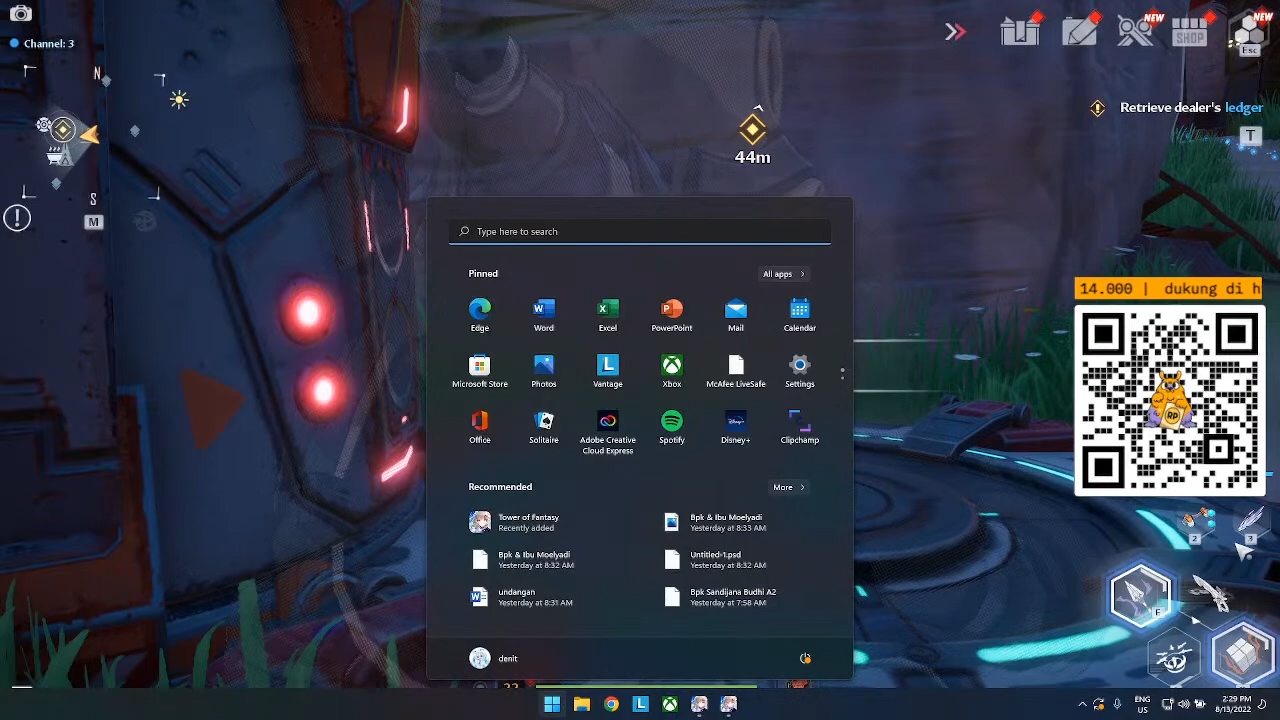 Channel: 3
N
S
M
NEW
NEW
SHOP
Esc
Retrieve dealer's ledger
T
44m
Type here to search
Pinned
All apps
Edge
Word
Excel
PowerPoint
Mail
Calendar
Microsoft Store
Photos
Vantage
Xbox
McAfee LiveSafe
Settings
Office
Solitaire
Adobe Creative
Cloud Express
Spotify
Disney+
Clipchamp
Recommended
More
Tower of Fantasy
Recently added
Bpk & Ibu Moelyadi
Yesterday at 8:33 AM
Bpk & Ibu Moelyadi
Yesterday at 8:32 AM
Untitled-1.psd
Yesterday at 8:32 AM
undangan
Yesterday at 8:31 AM
Bpk Sandijana Budhi A2
Yesterday at 7:58 AM
denit
14.000 | dukung di h
RP
2
3
E
ENG
US
2:29 PM
8/13/2022